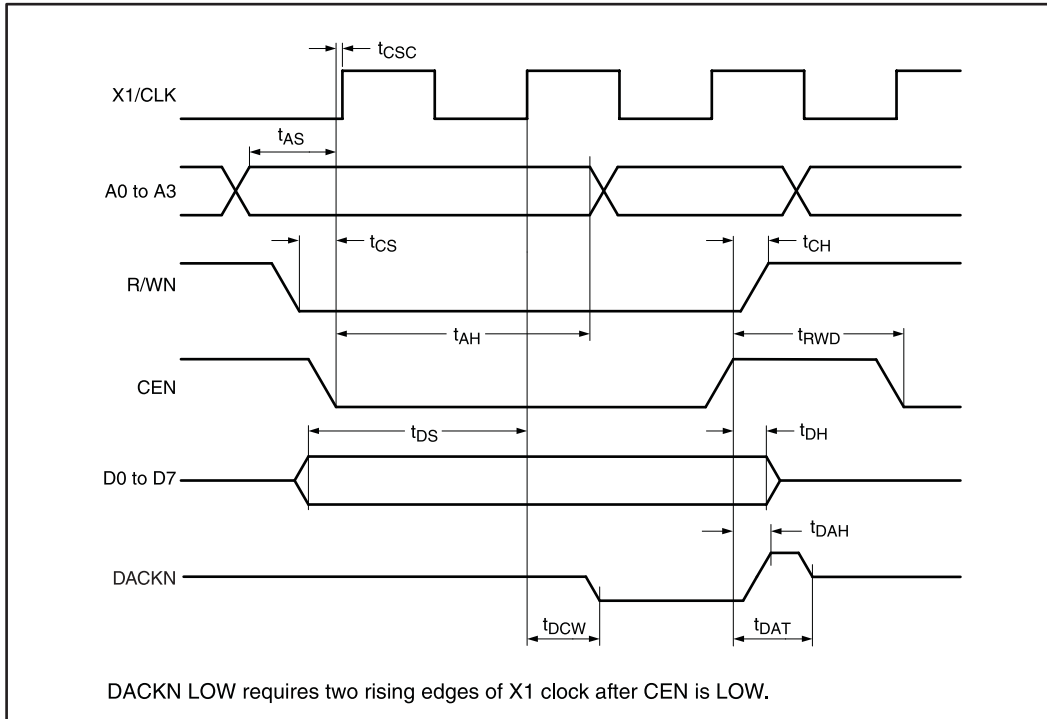 tCSC
X1/CLK
tAS
A0 to A3
tCS
tCH
R/WN
tAH
tRWD
CEN
tDS
tDH
D0 to D7
tDAH
DACKN
tDCW
tDAT
DACKN LOW requires two rising edges of X1 clock after CEN is LOW.